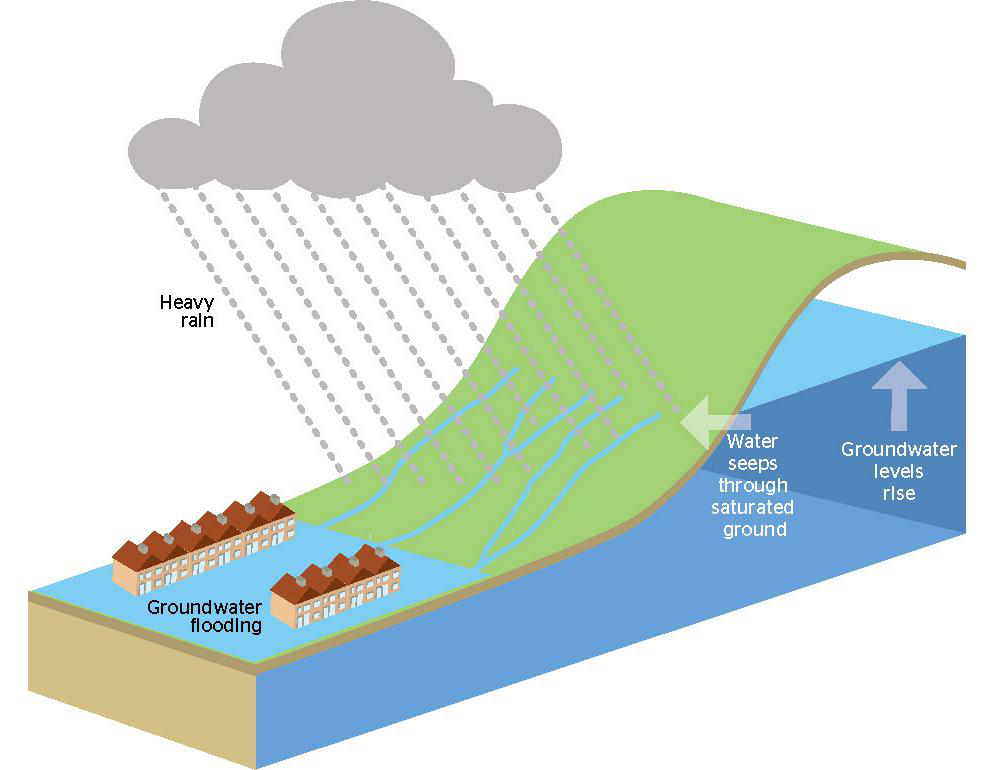 Heavy
rain
Water
seeps
through
saturated
ground
Groundwater
levels
rise
Groundwater
flooding